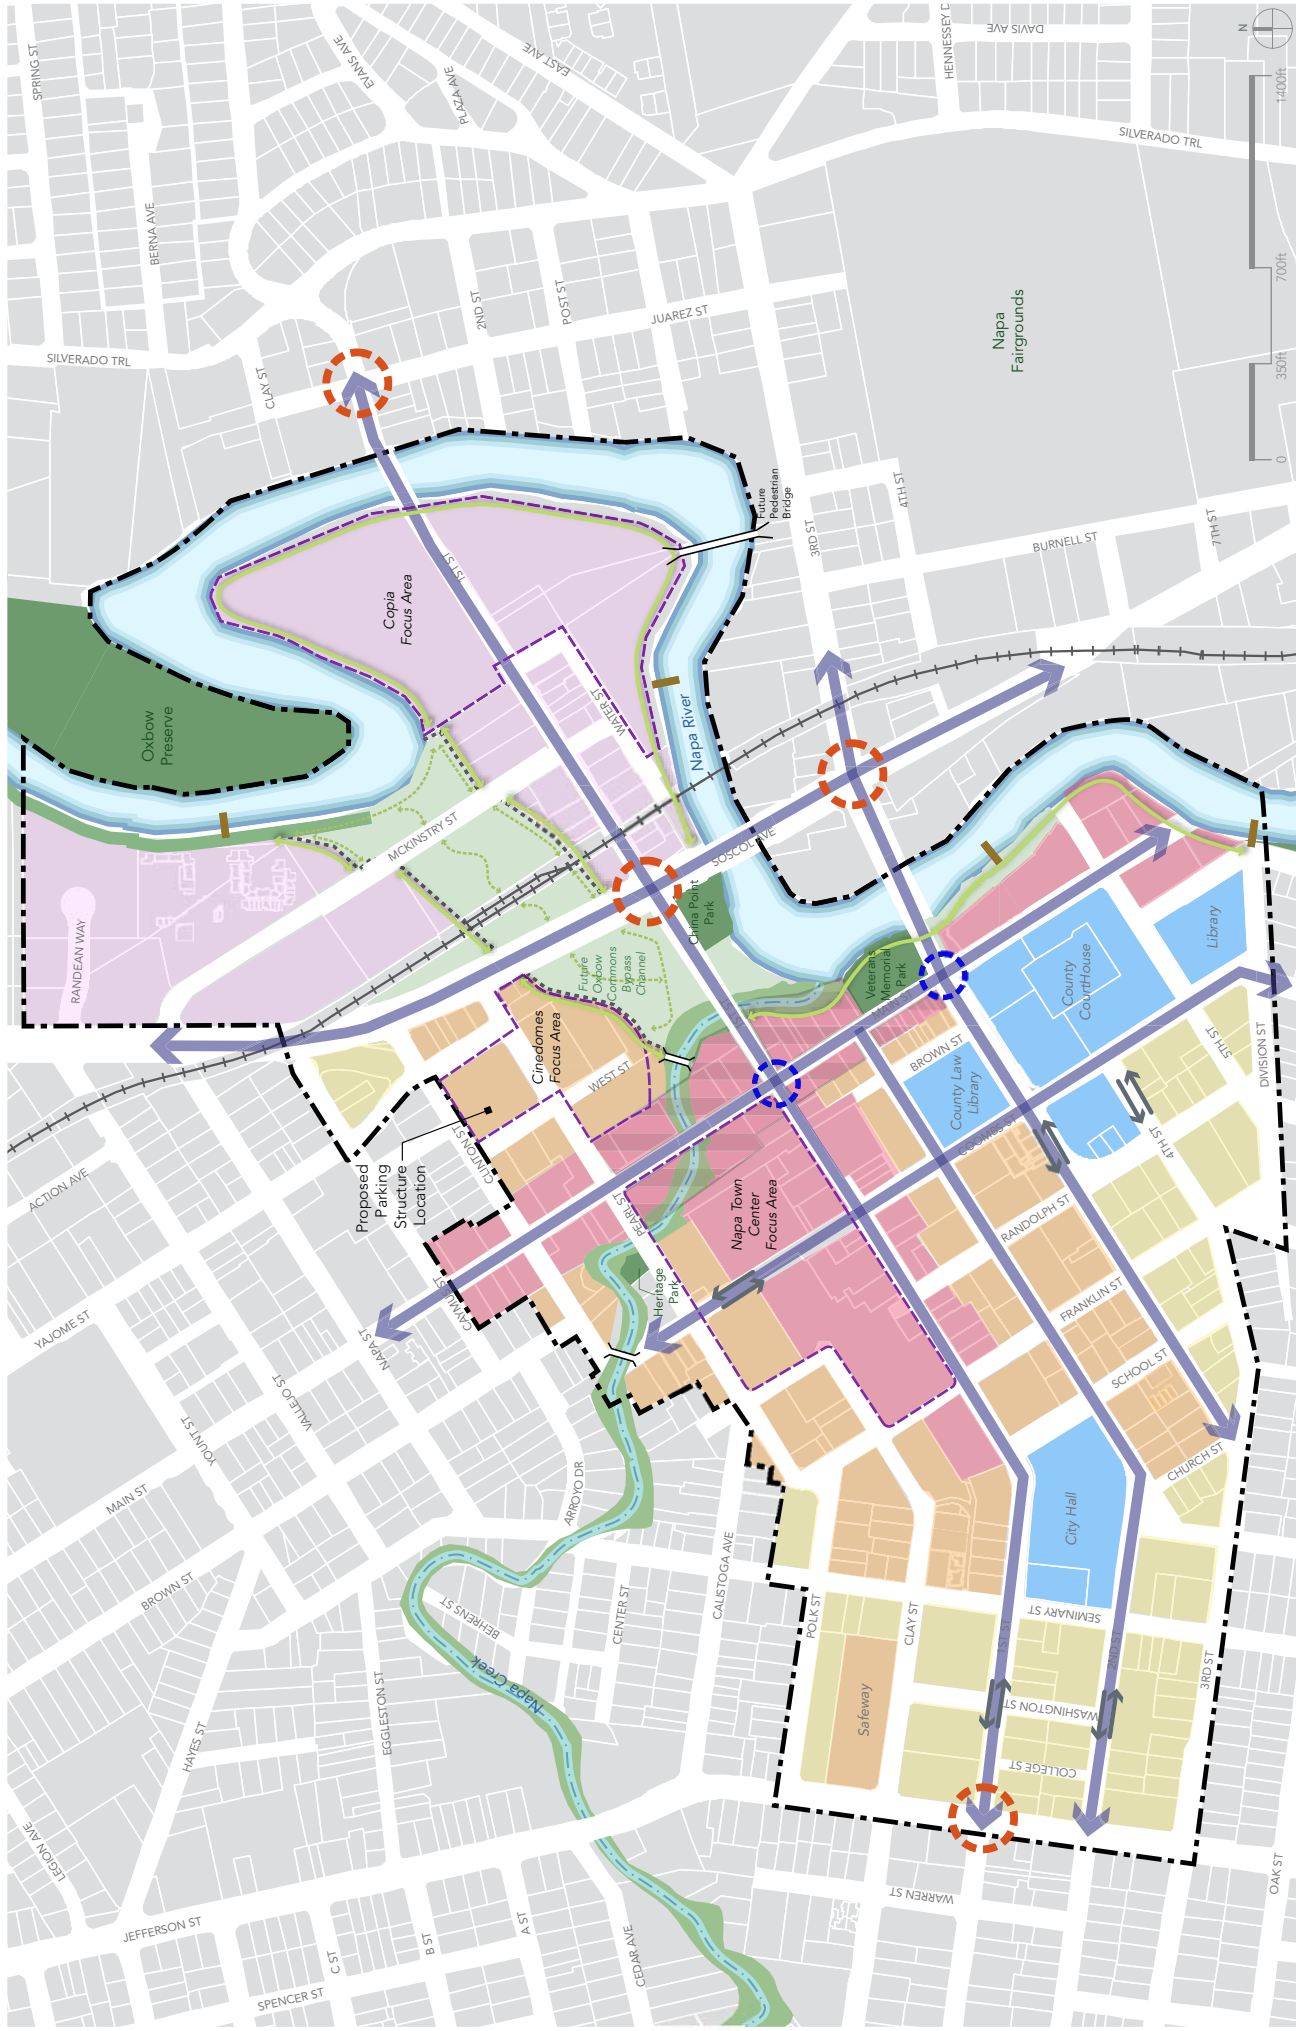 SPRING ST
EVANS AVE
PLAZA AVE
EAST AVE
DAVIS AVE
N
1400ft
SILVERADO TRL
BERNA AVE
700ft
2ND ST
POST ST
JUAREZ ST
Napa
Fairgrounds
SILVERADO TRL
CLAY ST
350ft
0
Future
Pedestrian
Bridge
3RD ST
4TH ST
BURNELL ST
7TH ST
1ST ST
Copia
Focus Area
Oxbow
Preserve
WATER ST
Napa River
MCKINSTRY ST
SOSCOL AVE
RANDEAN WAY
China Point
Park
Future
Oxbow
Commons
Bypass
Channel
Veterans
Memorial
Park
MAIN ST
County
CourtHouse
Library
1ST ST
Cinedomes
Focus Area
WEST ST
BROWN ST
County Law
Library
5TH ST
DIVISION ST
COOMBS ST
4TH ST
CLINTON ST
Proposed
Parking
Structure
Location
ACTION AVE
PEARL ST
Napa Town
Center
Focus Area
RANDOLPH ST
Heritage
Park
CAYMUS ST
FRANKLIN ST
YAJOME ST
NAPA ST
SCHOOL ST
VALLEJO ST
YOUNT ST
CHURCH ST
MAIN ST
ARROYO DR
City Hall
CALISTOGA AVE
BROWN ST
BEHRENS ST
CENTER ST
POLK ST
CLAY ST
SEMINARY ST
1ST ST
2ND ST
3RD ST
Napa Creek
EGGLESTON ST
HAYES ST
Safeway
WASHINGTON ST
COLLEGE ST
LEGION AVE
WARREN ST
OAK ST
JEFFERSON ST
C ST
B ST
A ST
CEDAR AVE
SPENCER ST